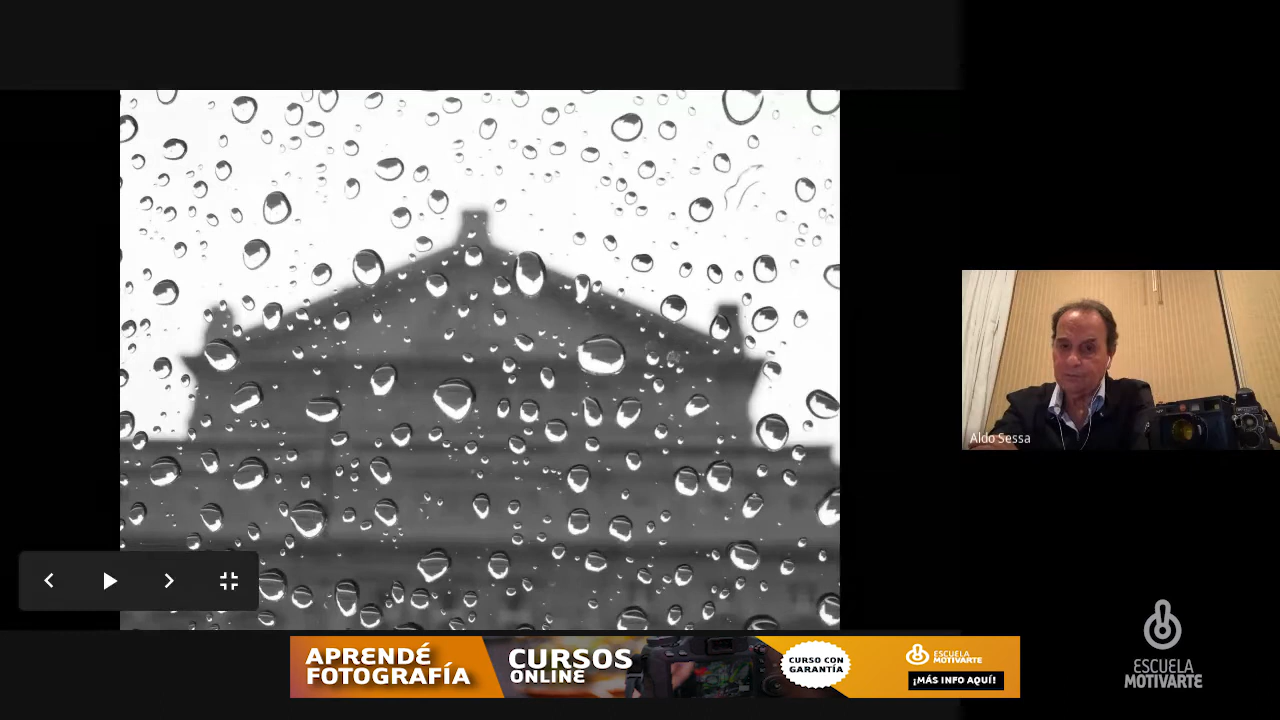 Aldo Sessa
APRENDÉ
FOTOGRAFÍA
CURSOS
ONLINE
CURSO CON
GARANTÍA
ESCUELA
MOTIVARTE
¡MÁS INFO AQUÍ!
ESCUELA
MOTIVARTE